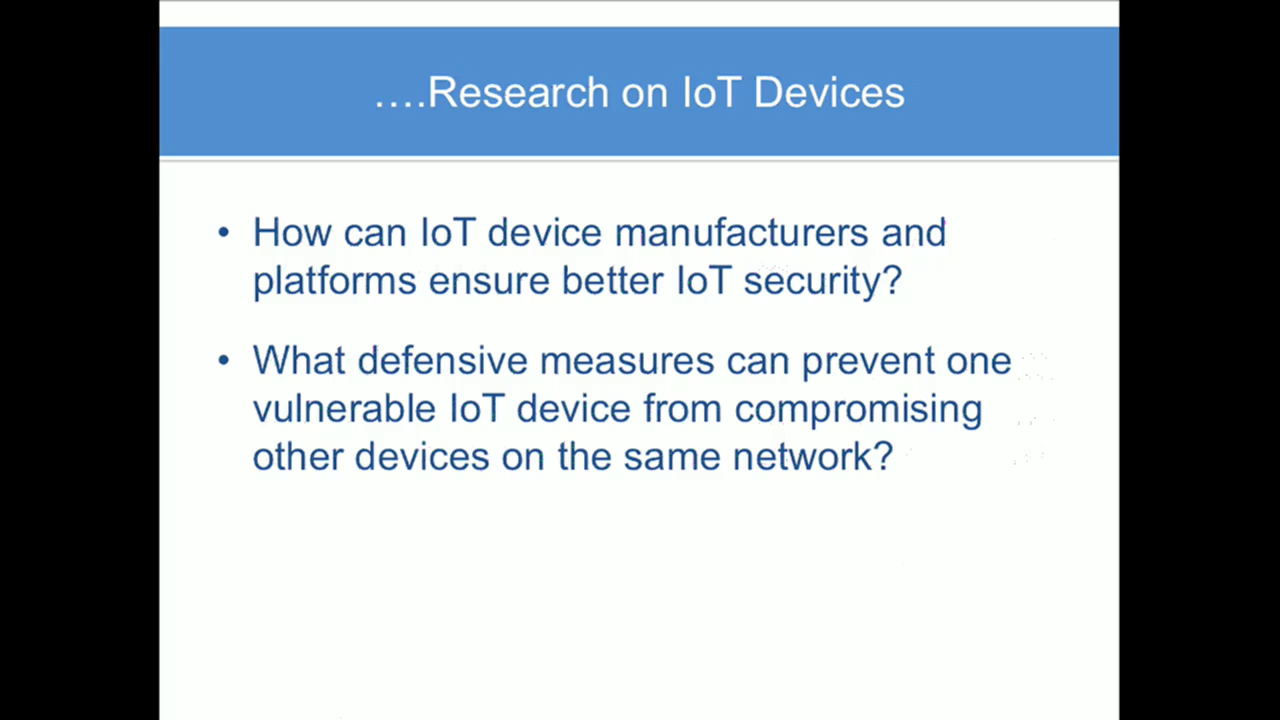 ….Research on IoT Devices
• How can IoT device manufacturers and
platforms ensure better IoT security?
• What defensive measures can prevent one
vulnerable IoT device from compromising
other devices on the same network?